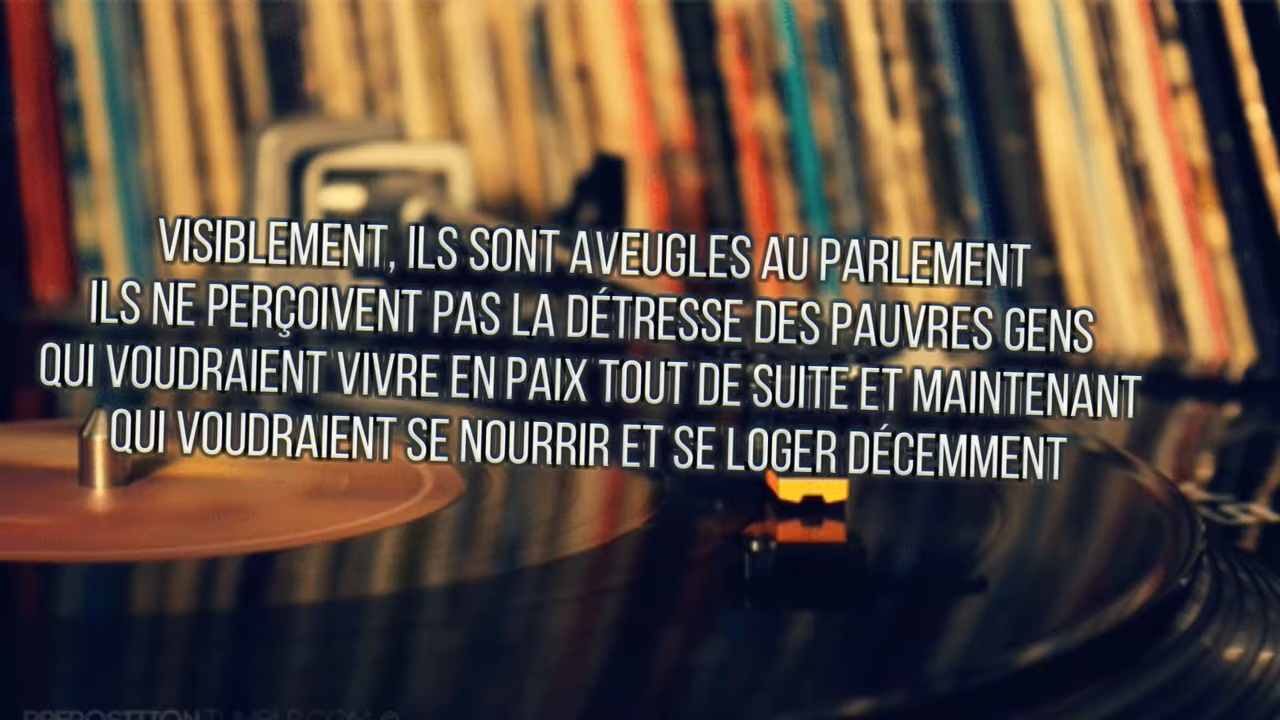 VISIBLEMENT, ILS SONT AVEUGLES AU PARLEMENT
ILS NE PERÇOIVENT PAS LA DÉTRESSE DES PAUVRES GENS
QUI VOUDRAIENT VIVRE EN PAIX TOUT DE SUITE ET MAINTENANT
QUI VOUDRAIENT SE NOURRIR ET SE LOGER DÉCEMMENT